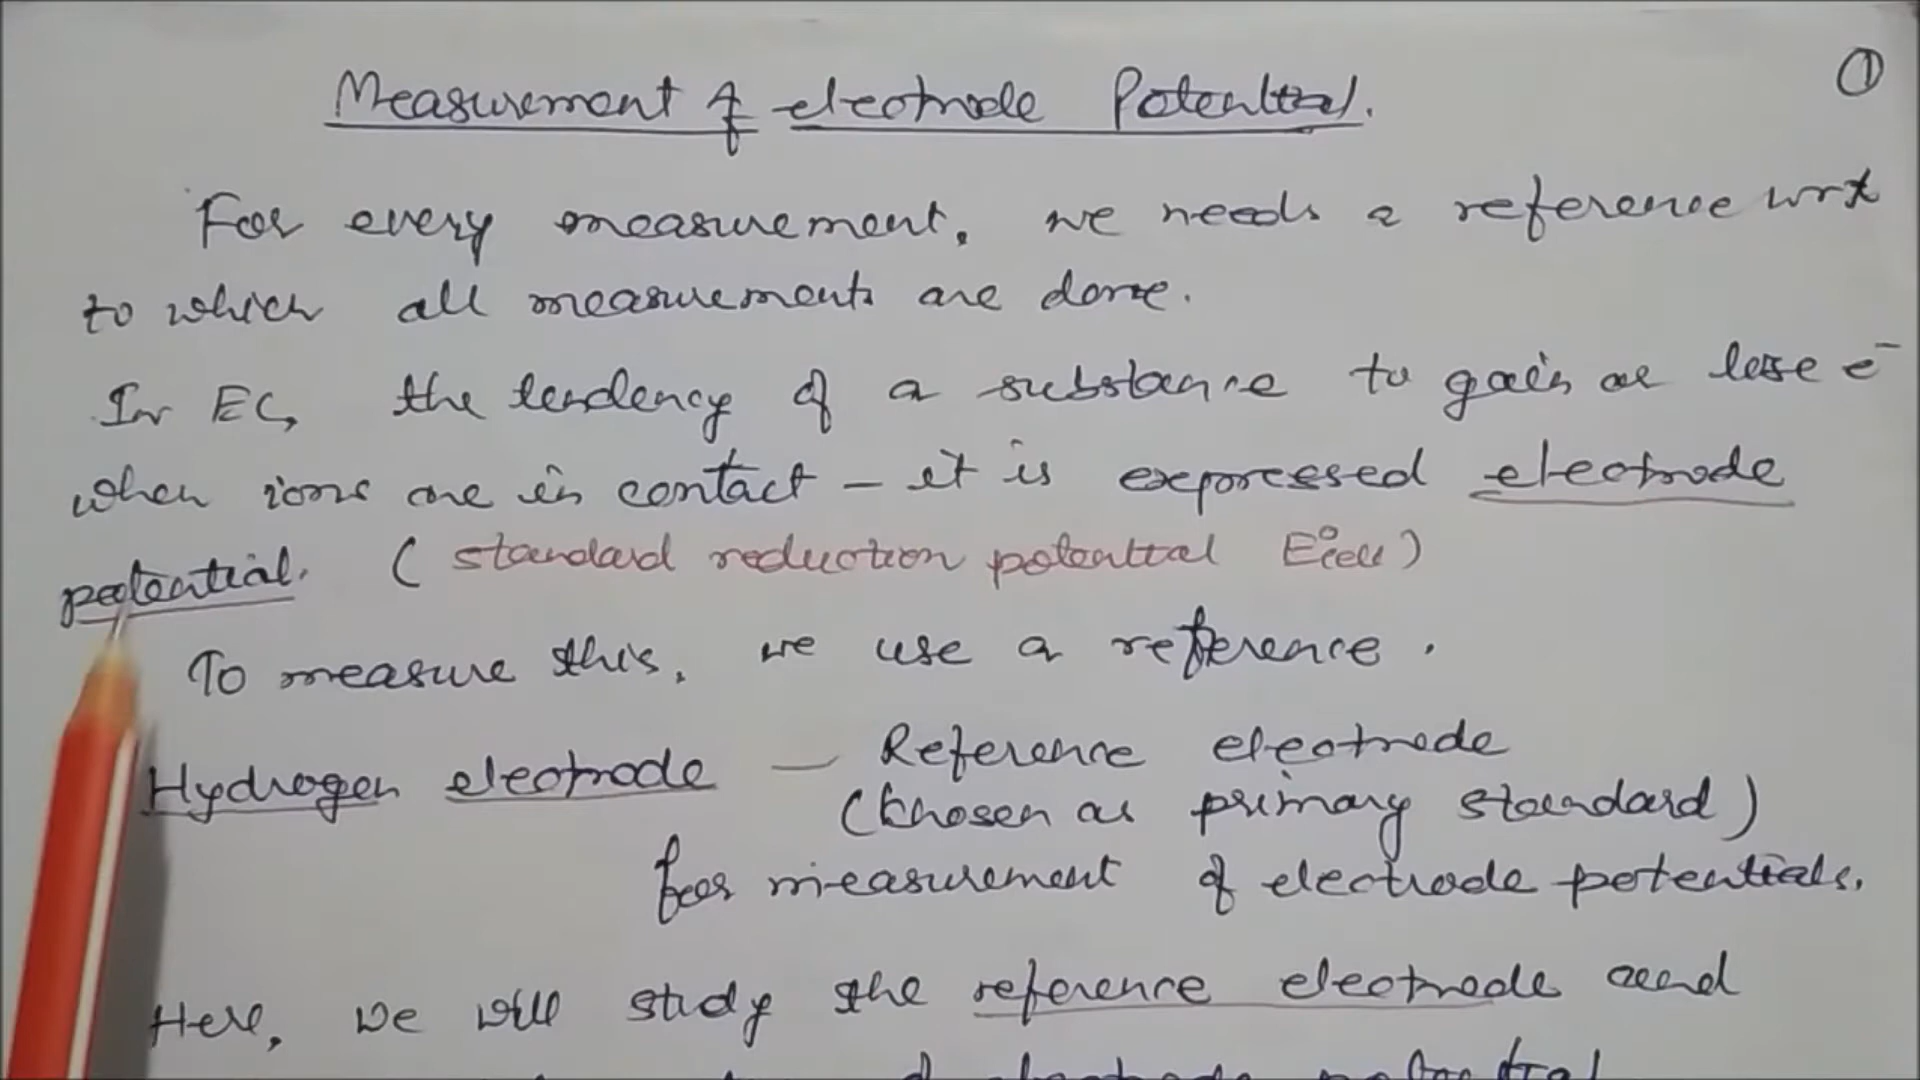 ①
Measurement of electrode Potential.
For every measurement, we needs a reference wrt
to which all measurements are done.
In EC, the tendency of a substance to gain or lose e⁻
when ions are in contact – it is expressed electrode
potential. ( standard reduction potential E°cell )
To measure this, we use a reference.
Hydrogen electrode — Reference electrode
(Chosen as primary standard)
for measurement of electrode potentials.
Here, we will study the reference electrode and
of electrode potential